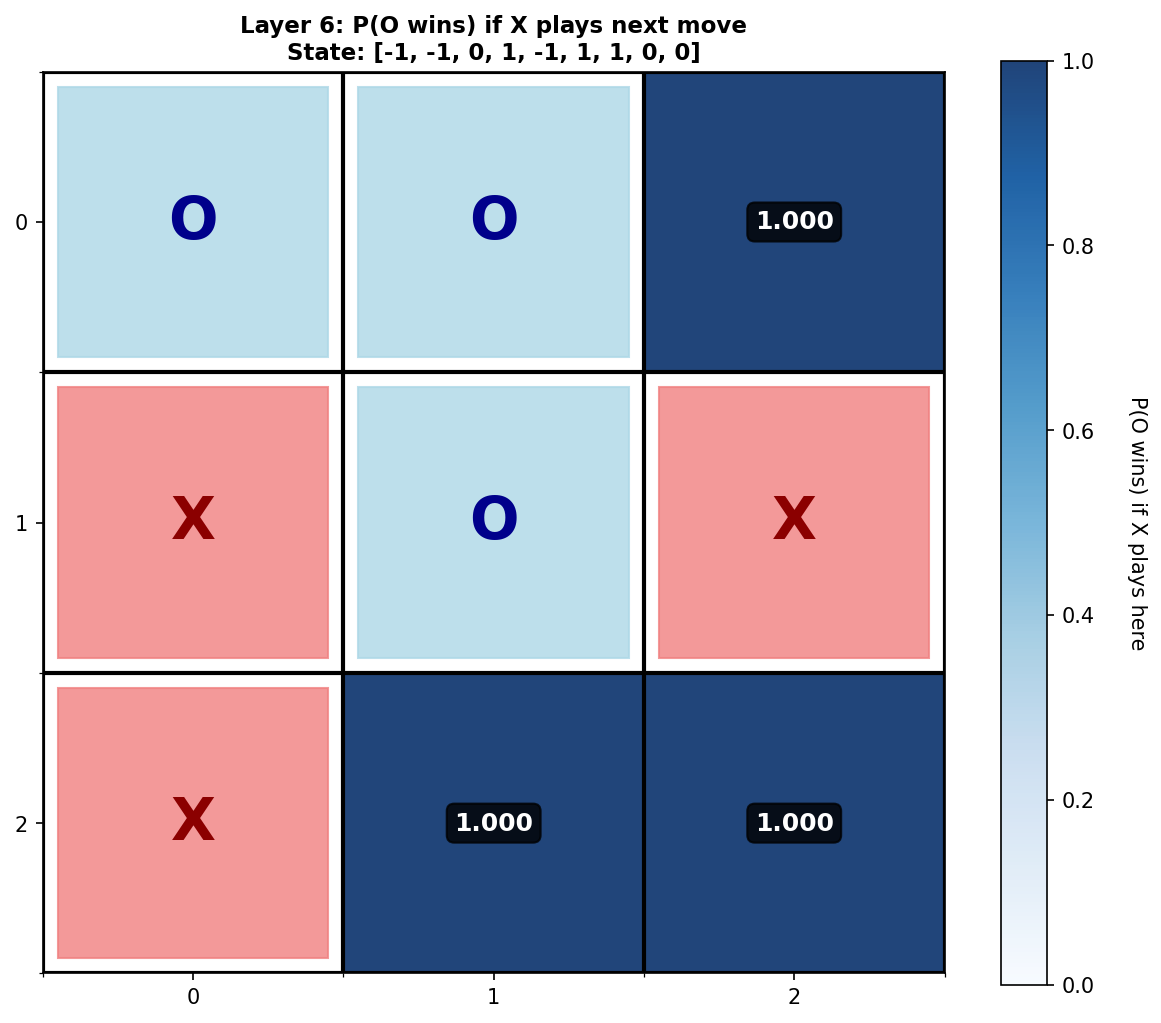 Layer 6: P(O wins) if X plays next move
State: [-1, -1, 0, 1, -1, 1, 1, 0, 0]
0
O
O
1.000
1
X
O
X
2
X
1.000
1.000
0
1
2
1.0
0.8
0.6
0.4
0.2
0.0
P(O wins) if X plays here